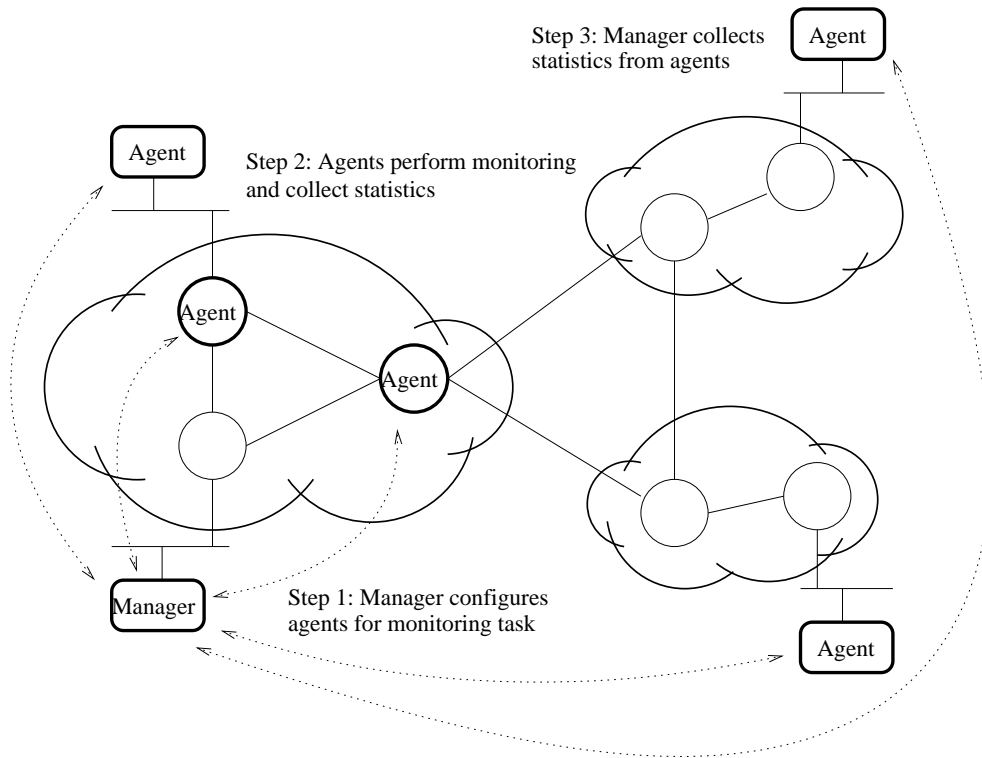 Step 3: Manager collects
statistics from agents
Agent
Agent
Step 2: Agents perform monitoring
and collect statistics
Agent
Agent
Manager
Step 1: Manager configures
agents for monitoring task
Agent